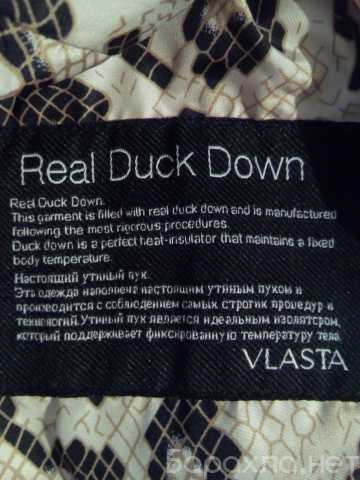 Real Duck Down
Real Duck Down.
This garment is filled with real duck down and is manufactured
following the most rigorous procedures.
Duck down is a perfect heat-insulator that maintains a fixed
body temperature.
Настоящий утиный пух.
Эта одежда наполнена настоящим утяным пухом и
производится с соблюдением самых строгих процедур и
технологий.Утиный пух является идеальным изолятором,
который поддерживает фиксированную температуру тела.
VLASTA
Барахла.нет